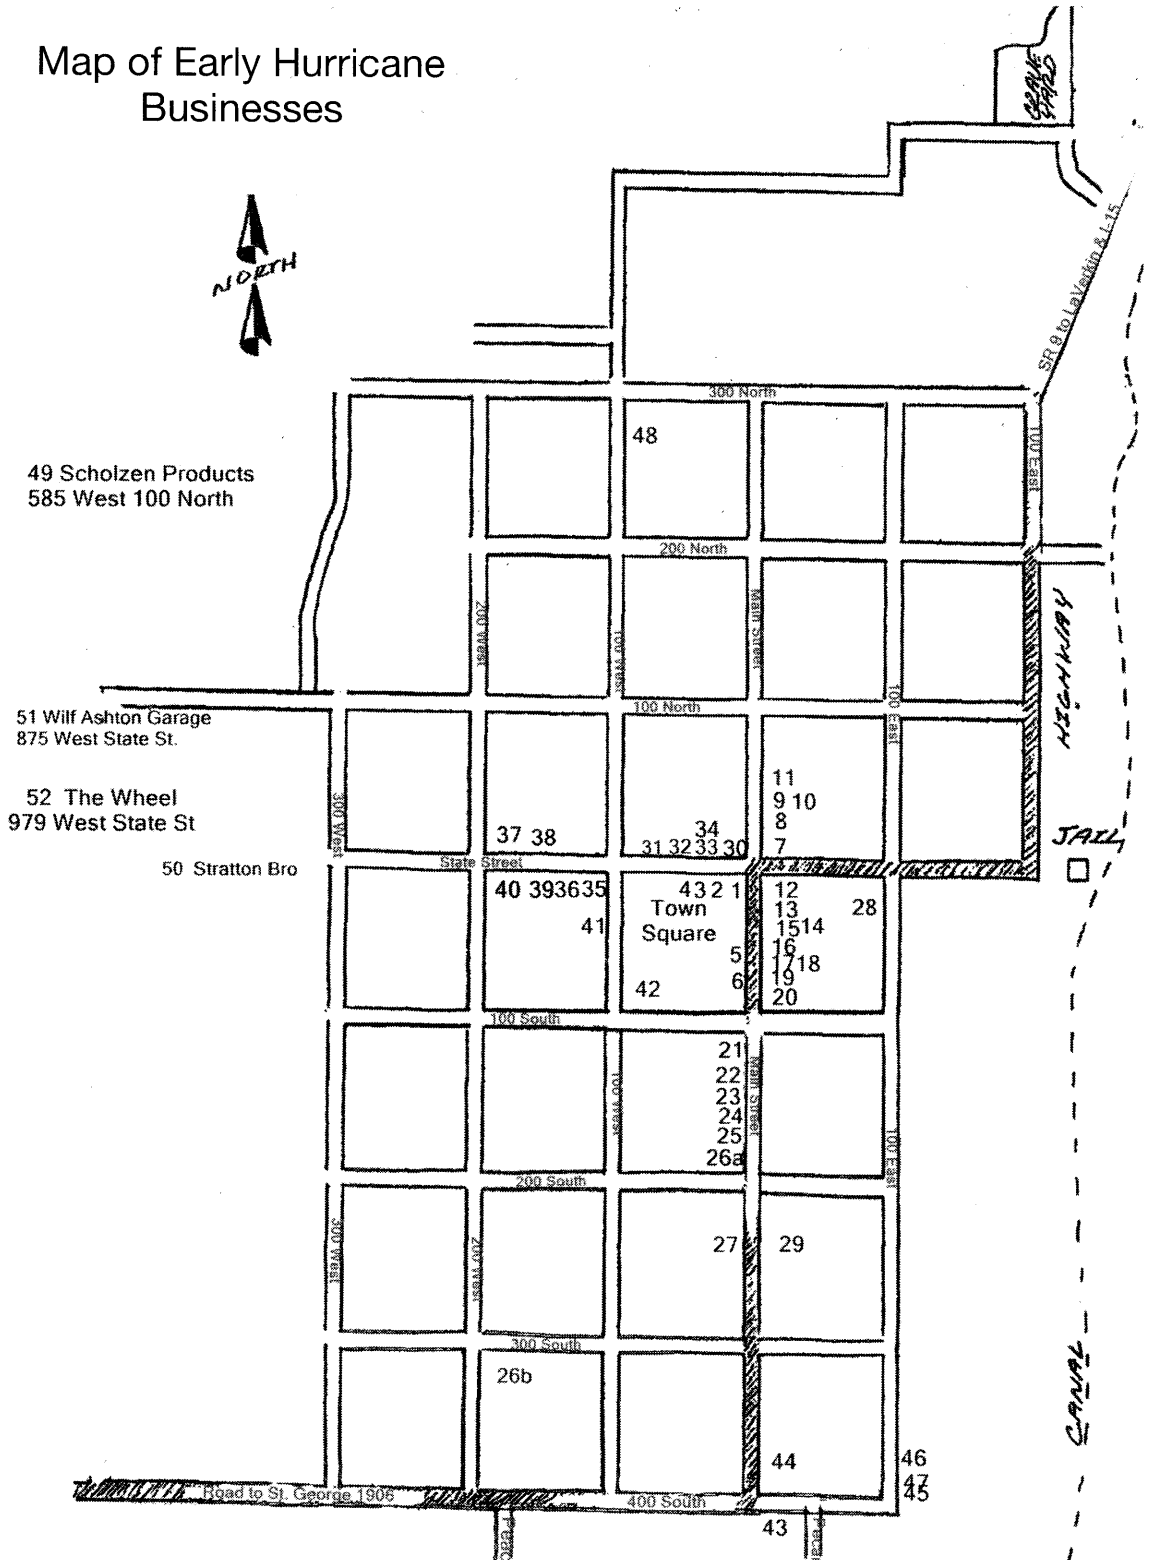 Map of Early Hurricane
Businesses
GRAVE
YARD
NORTH
SR 9 to LaVerkin & I-15
300 North
48
100 East
49 Scholzen Products
585 West 100 North
200 North
200 West
100 West
Main Street
HIGHWAY
100 North
100 East
51 Wilf Ashton Garage
875 West State St.
52 The Wheel
979 West State St
300 West
11
9 10
8
7
37 38
34
31 32 33 30
JAIL
State Street
50 Stratton Bro
40 39 36 35
4 3 2 1
12
Town
Square
13
28
41
15 14
5
16
17 18
6
19
42
20
100 South
21
22
23
24
25
26a
100 West
Main Street
100 East
200 South
27
29
300 West
200 West
300 South
26b
CANAL
44
46
47
45
Road to St. George 1906
400 South
43